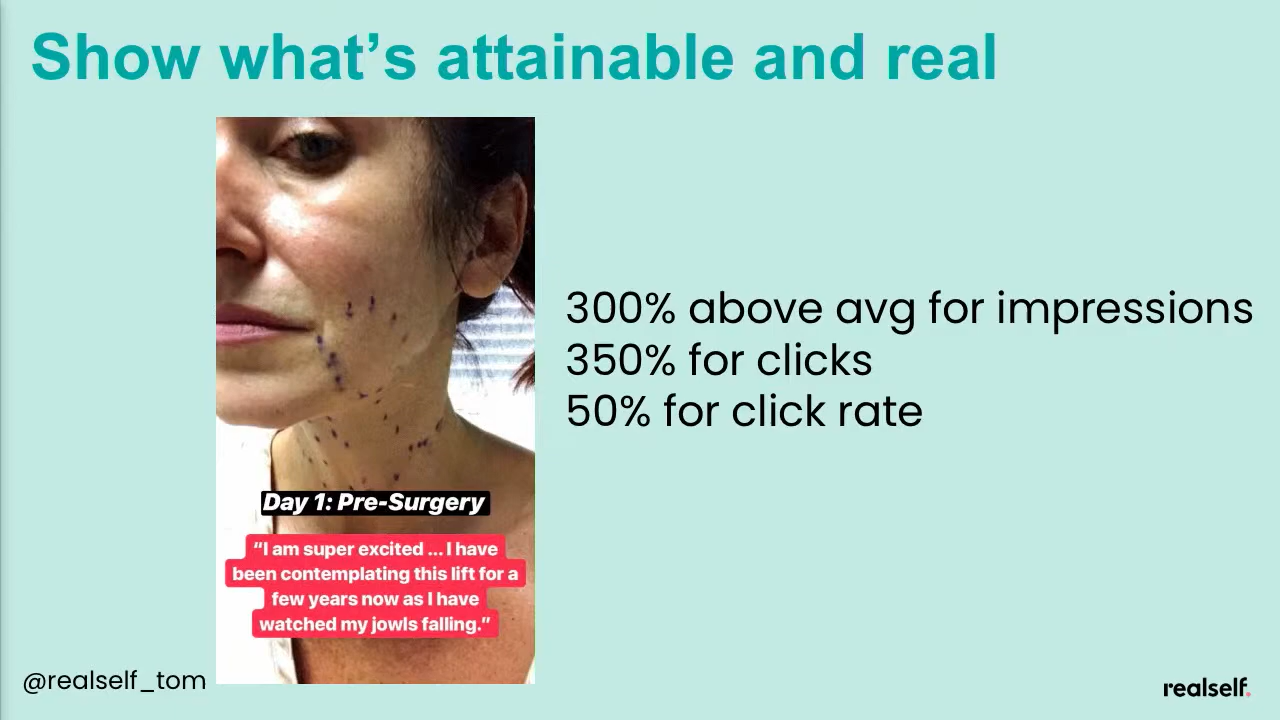 Show what’s attainable and real
300% above avg for impressions
350% for clicks
50% for click rate
Day 1: Pre-Surgery
“I am super excited ... I have
been contemplating this lift for a
few years now as I have
watched my jowls falling.”
@realself_tom
realself.